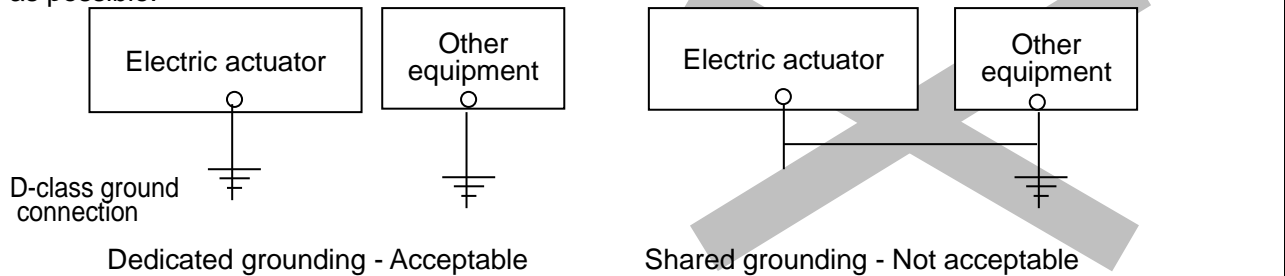 as possible.
Electric actuator
Other
equipment
Electric actuator
Other
equipment
D-class ground
connection
Dedicated grounding - Acceptable
Shared grounding - Not acceptable